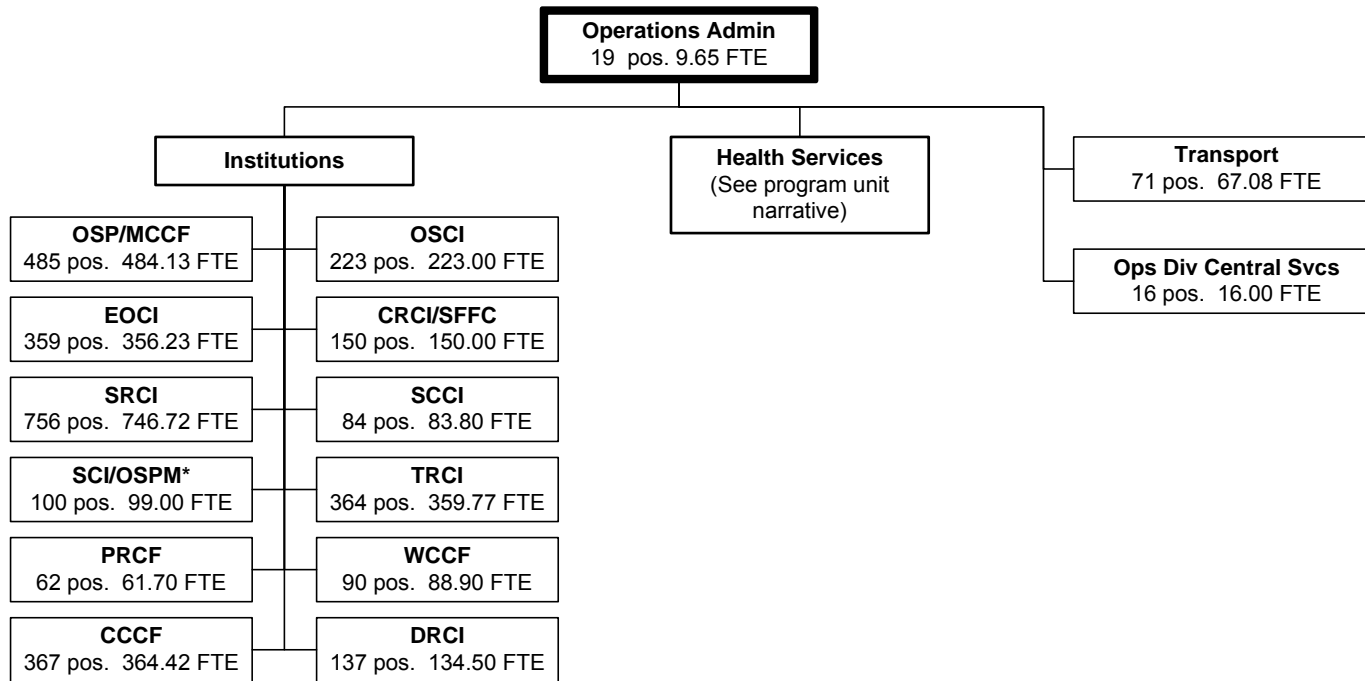 Operations Admin
19 pos. 9.65 FTE
Institutions
Health Services
(See program unit
narrative)
Transport
71 pos. 67.08 FTE
Ops Div Central Svcs
16 pos. 16.00 FTE
OSP/MCCF
485 pos. 484.13 FTE
OSCI
223 pos. 223.00 FTE
EOCI
359 pos. 356.23 FTE
CRCI/SFFC
150 pos. 150.00 FTE
SRCI
756 pos. 746.72 FTE
SCCI
84 pos. 83.80 FTE
SCI/OSPM*
100 pos. 99.00 FTE
TRCI
364 pos. 359.77 FTE
PRCF
62 pos. 61.70 FTE
WCCF
90 pos. 88.90 FTE
CCCF
367 pos. 364.42 FTE
DRCI
137 pos. 134.50 FTE